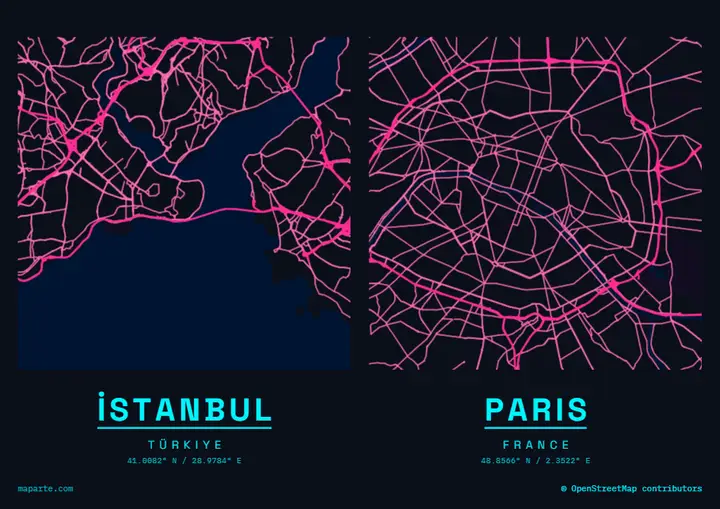 İSTANBUL
TÜRKIYE
41.0082° N / 28.9784° E
PARIS
FRANCE
48.8566° N / 2.3522° E
maparte.com
© OpenStreetMap contributors